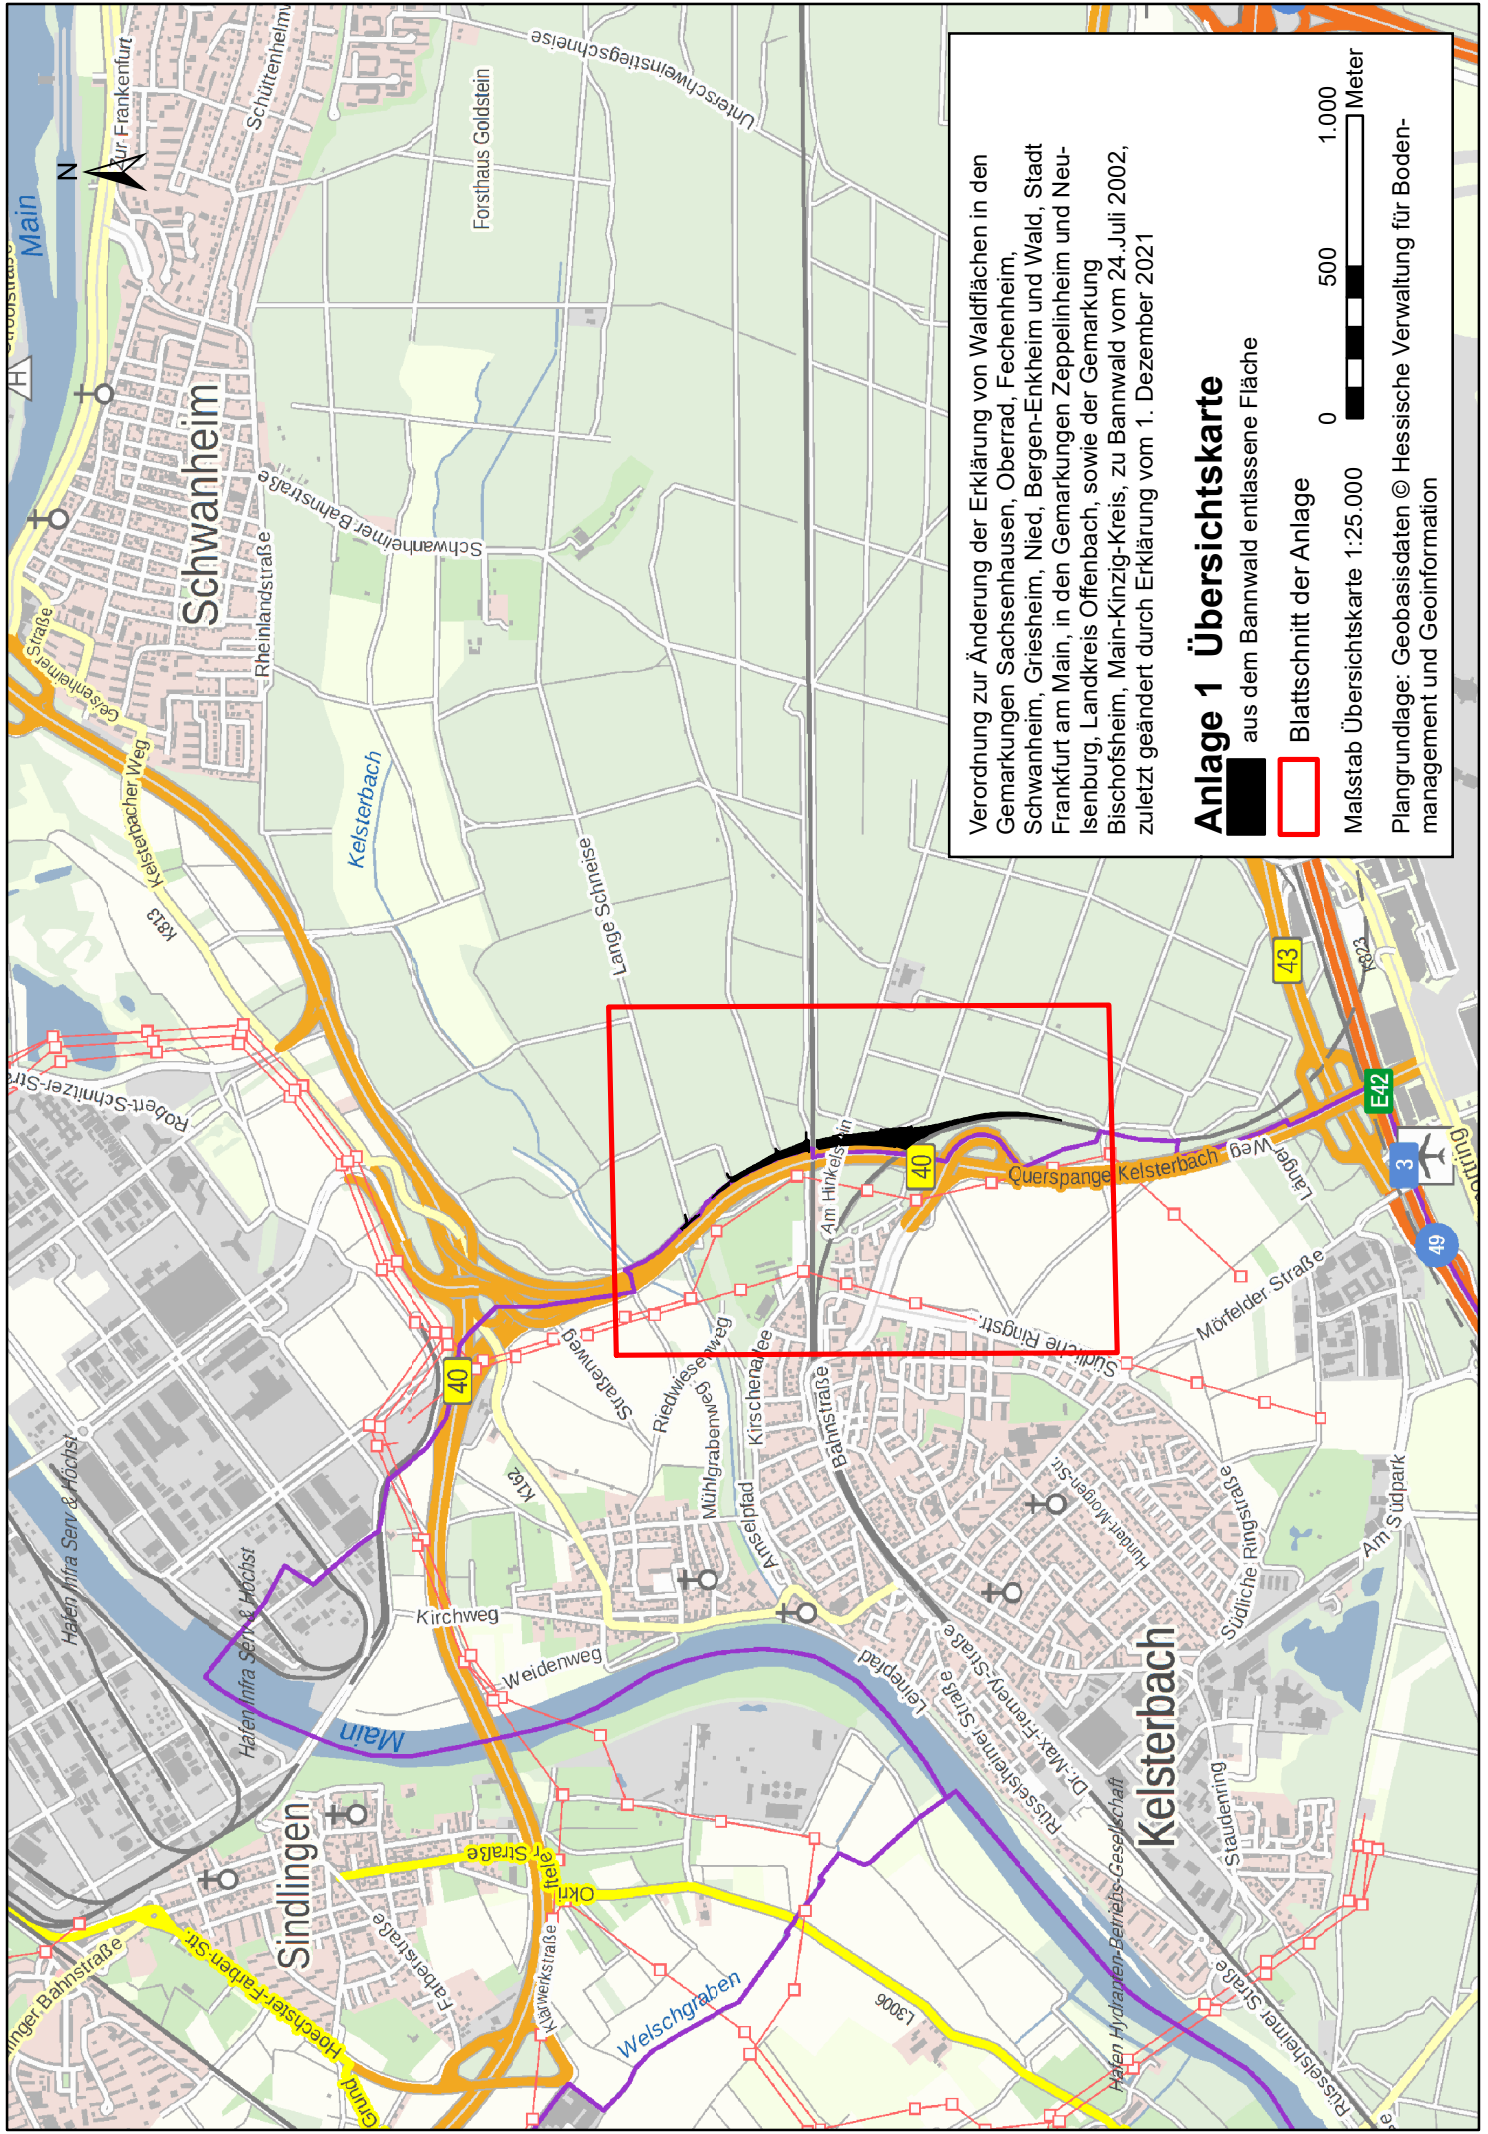 Verordnung zur Änderung der Erklärung von Waldflächen in den
Gemarkungen Sachsenhausen, Oberrad, Fechenheim,
Schwanheim, Griesheim, Nied, Bergen-Enkheim und Wald, Stadt
Frankfurt am Main, in den Gemarkungen Zeppelinheim und Neu-
Isenburg, Landkreis Offenbach, sowie der Gemarkung
Bischofsheim, Main-Kinzig-Kreis, zu Bannwald vom 24.Juli 2002,
zuletzt geändert durch Erklärung vom 1. Dezember 2021
Anlage 1 Übersichtskarte
aus dem Bannwald entlassene Fläche
Blattschnitt der Anlage
Maßstab Übersichtskarte 1:25.000
0 500 1.000
Meter
Plangrundlage: Geobasisdaten © Hessische Verwaltung für Boden-
management und Geoinformation
N
Main
Zur Frankenfurt
H
Schwanheim
Rheinlandstraße
Schwanheimer Bahnstraße
Geisenheimer Straße
Kelsterbacher Weg
K813
Forsthaus Goldstein
Unterschweinstiegschneise
Kelsterbach
Lange Schneise
Robert-Schnitzer-Str
Hafen Infra Serv & Höchst
Hafen Infra Serv & Höchst
Main
40
K162
Straßenweg
Riedwiesenweg
Mühlgrabenweg
Kirschenallee
Amselpfad
Bahnstraße
Kirchweg
Weidenweg
Leinepfad
Am Hinkelstein
40
Querspange Kelsterbach
Länger Weg
43
K823
E42
3
49
Mörfelder Straße
Südliche Ringstr.
Hundert-Morgen-Str.
Südliche Ringstraße
Am Südpark
Kelsterbach
Staudenring
Rüsselsheimer Straße
Dr.-Max-Fremery-Straße
Hafen Hydranten-Betriebs-Gesellschaft
Rüsselsheimer Straße
Sindlingen
Farbenstraße
Hoechster-Farben-Str.
Grund
Klärwerkstraße
Okrifteler Straße
Welschgraben
L3006